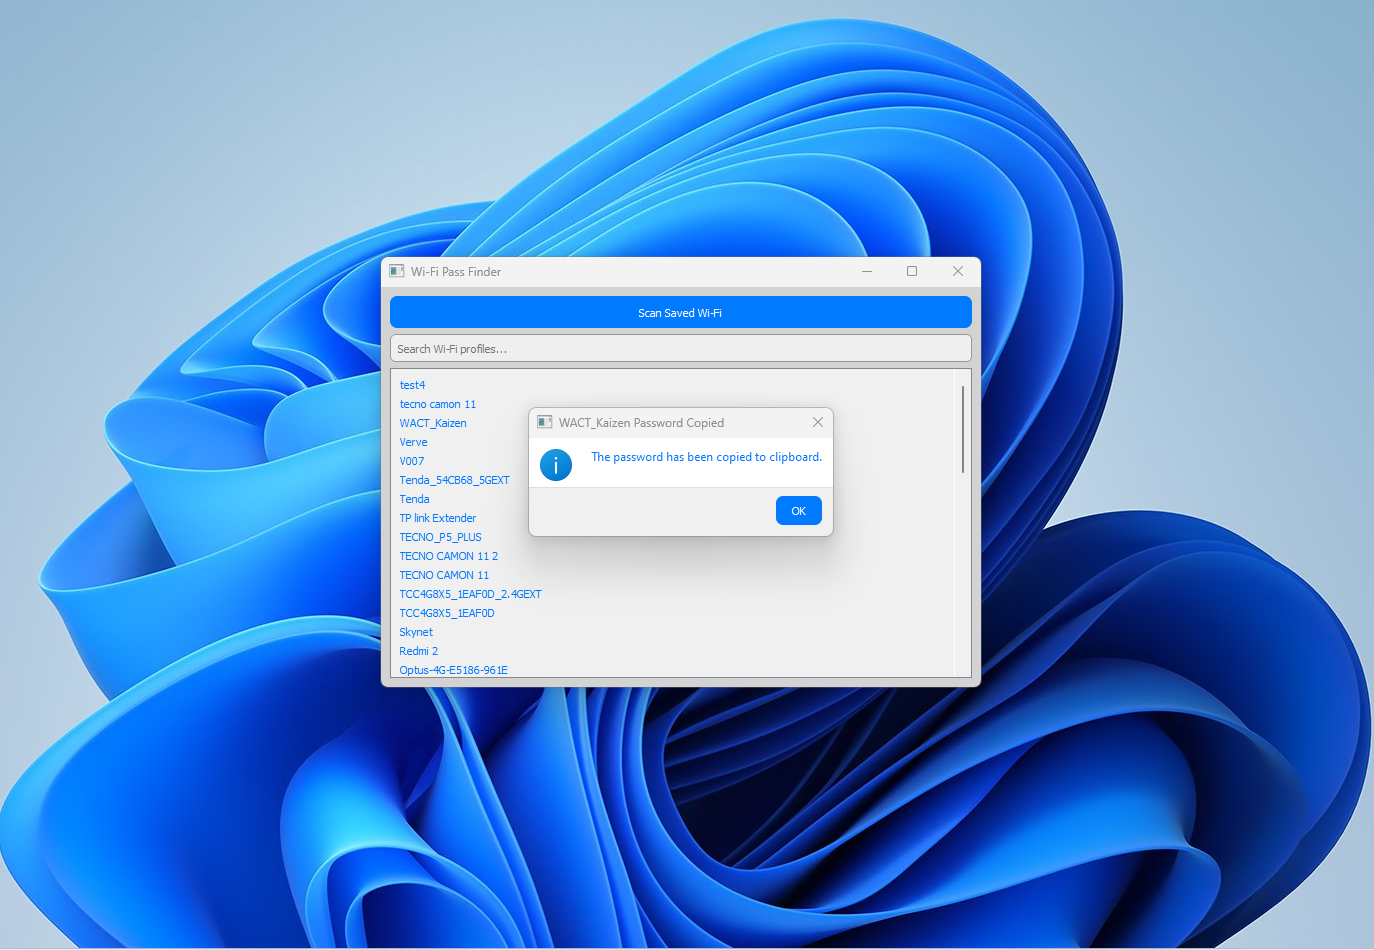 Wi-Fi Pass Finder
Scan Saved Wi-Fi
Search Wi-Fi profiles...
test4
tecno camon 11
WACT_Kaizen
Verve
V007
Tenda_54CB68_5GEXT
Tenda
TP link Extender
TECNO_P5_PLUS
TECNO CAMON 11 2
TECNO CAMON 11
TCC4G8X5_1EAF0D_2.4GEXT
TCC4G8X5_1EAF0D
Skynet
Redmi 2
Optus-4G-E5186-961E
WACT_Kaizen Password Copied
The password has been copied to clipboard.
OK